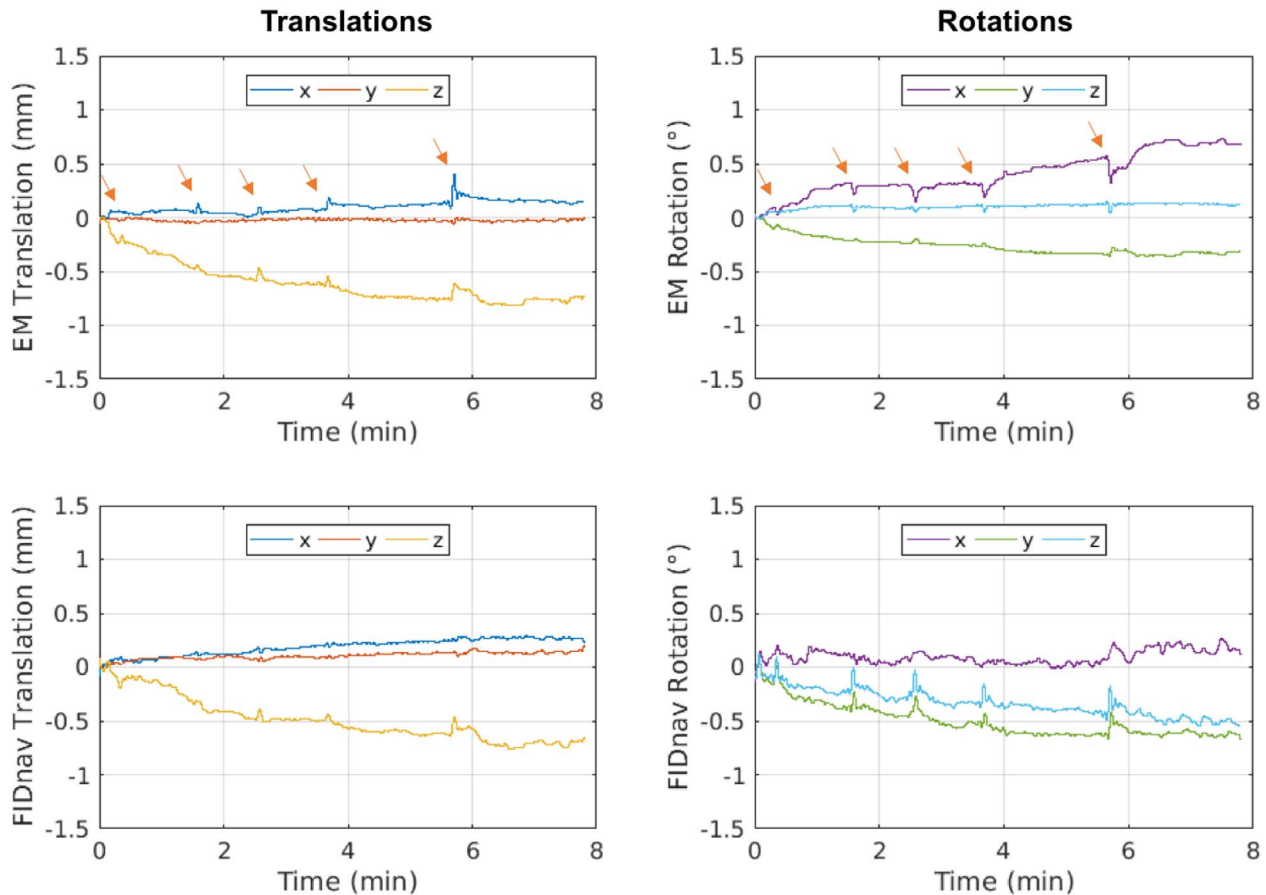 Translations
Rotations
1.5
1
0.5
0
-0.5
-1
-1.5
EM Translation (mm)
x y z
0 2 4 6 8
Time (min)
1.5
1
0.5
0
-0.5
-1
-1.5
EM Rotation (°)
x y z
0 2 4 6 8
Time (min)
1.5
1
0.5
0
-0.5
-1
-1.5
FIDnav Translation (mm)
x y z
0 2 4 6 8
Time (min)
1.5
1
0.5
0
-0.5
-1
-1.5
FIDnav Rotation (°)
x y z
0 2 4 6 8
Time (min)